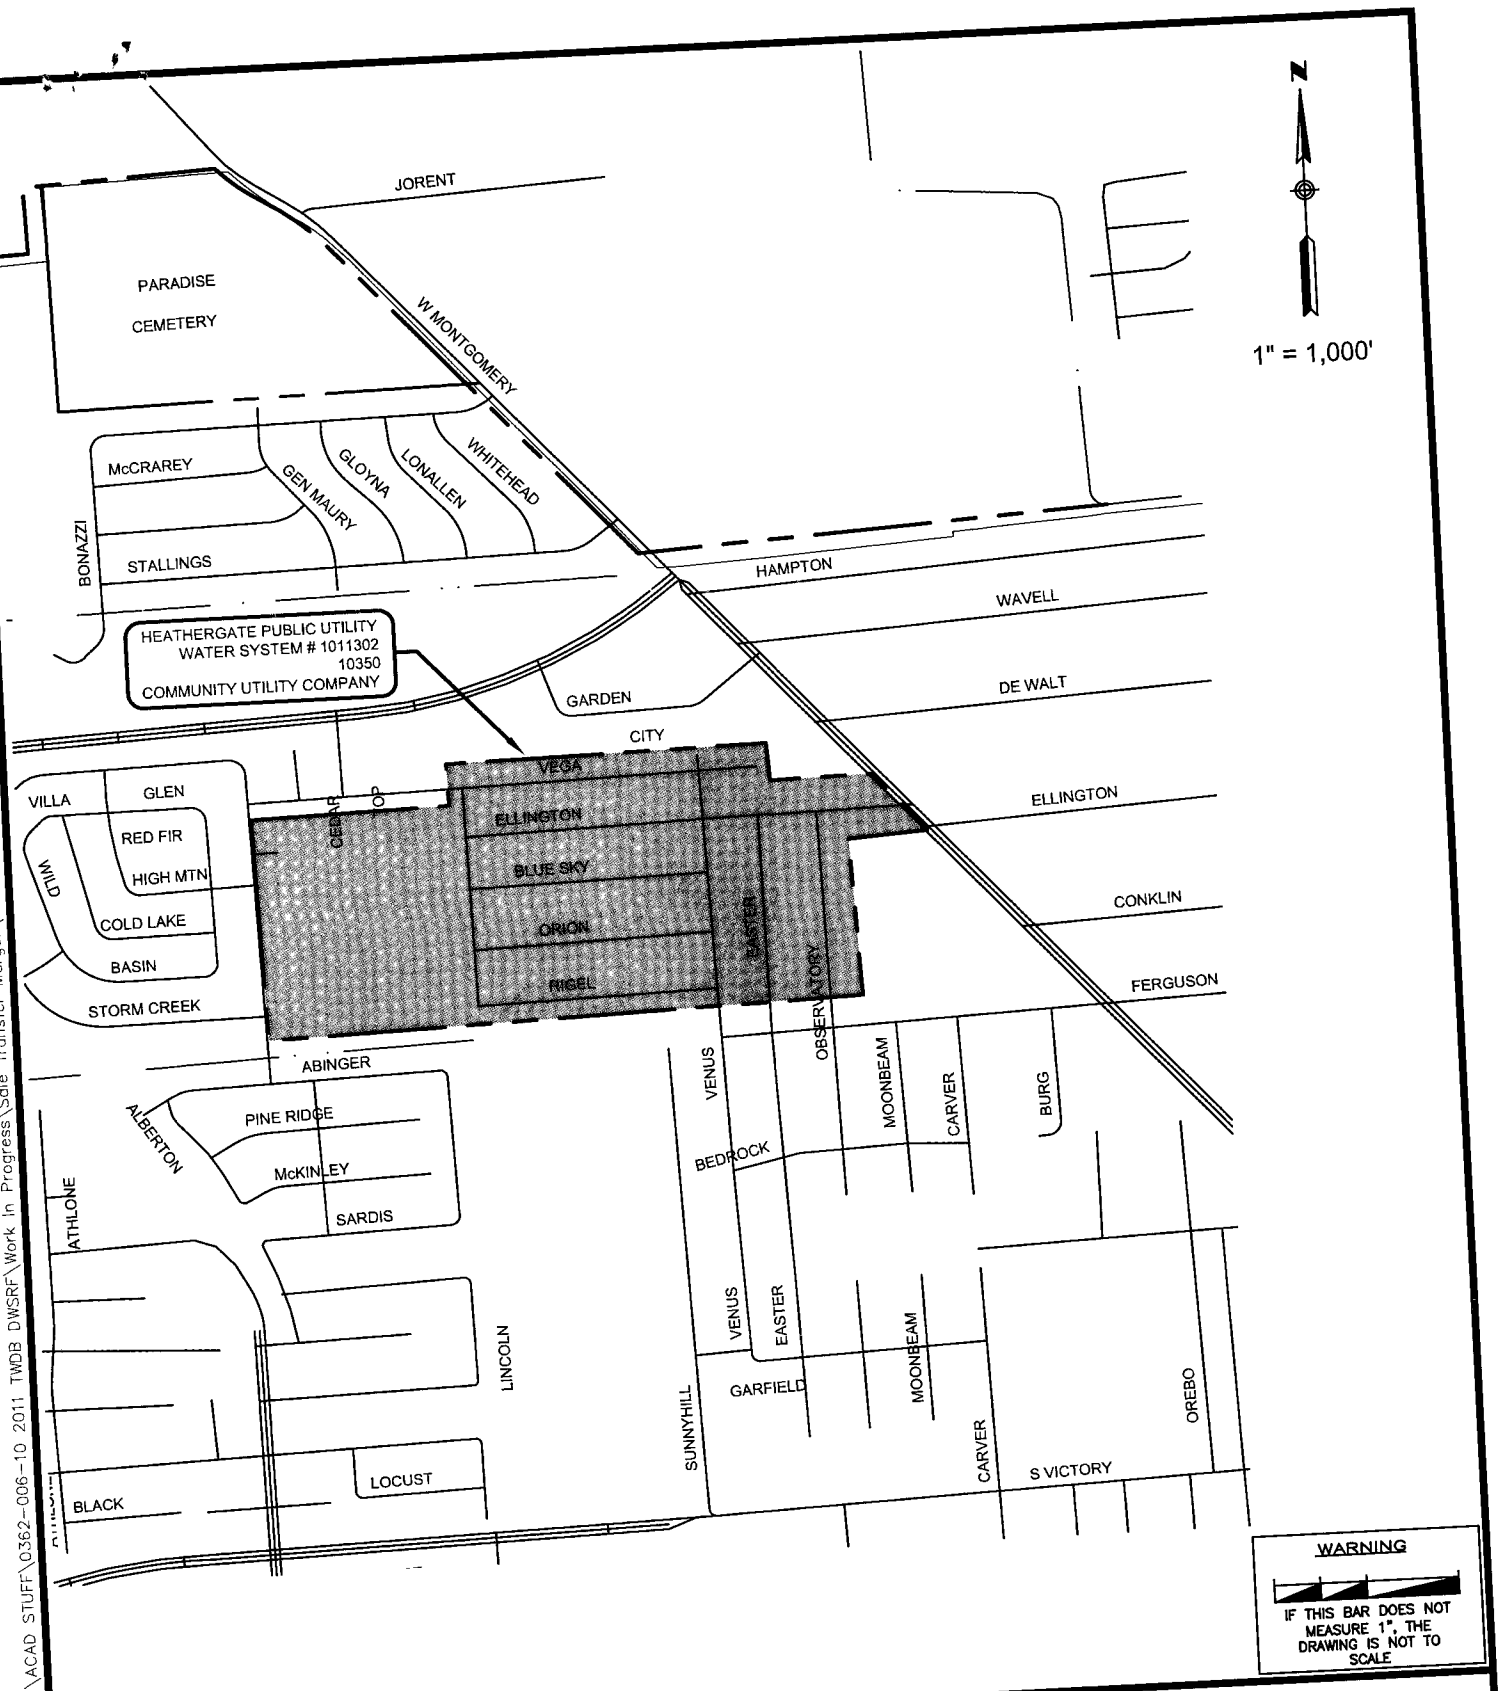 N
1" = 1,000'
JORENT
PARADISE
CEMETERY
W MONTGOMERY
McCRAREY
GEN MAURY
GLOYNA
LONALLEN
WHITEHEAD
BONAZZI
STALLINGS
HAMPTON
WAVELL
HEATHERGATE PUBLIC UTILITY
WATER SYSTEM # 1011302
10350
COMMUNITY UTILITY COMPANY
GARDEN
DE WALT
CITY
VEGA
VILLA
GLEN
CEDAR
TOP
ELLINGTON
ELLINGTON
RED FIR
WILD
HIGH MTN
BLUE SKY
COLD LAKE
ORION
EASTER
CONKLIN
BASIN
RIGEL
OBSERVATORY
FERGUSON
STORM CREEK
ABINGER
VENUS
MOONBEAM
CARVER
BURG
ALBERTON
PINE RIDGE
BEDROCK
McKINLEY
ATHLONE
SARDIS
VENUS
EASTER
MOONBEAM
LINCOLN
GARFIELD
OREBO
SUNNYHILL
CARVER
S VICTORY
LOCUST
BLACK
WARNING
IF THIS BAR DOES NOT
MEASURE 1", THE
DRAWING IS NOT TO
SCALE
\ACAD STUFF\0362-006-10 2011 TWDB DWSRF\Work In Progress\Sale Transfer Merger\